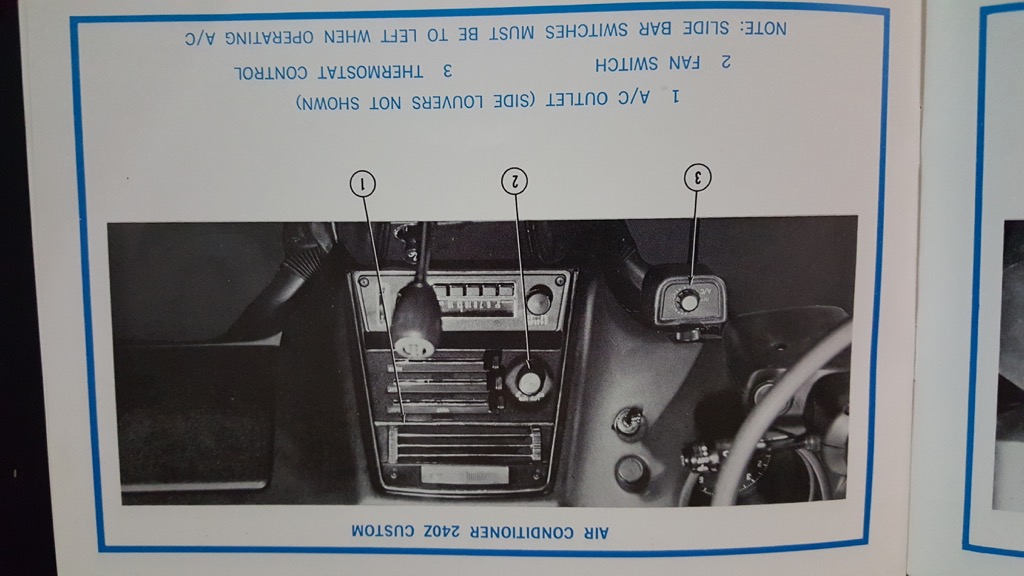 AIR CONDITIONER 240Z CUSTOM
1
2
3
1 A/C OUTLET (SIDE LOUVERS NOT SHOWN)
2 FAN SWITCH 3 THERMOSTAT CONTROL
NOTE: SLIDE BAR SWITCHES MUST BE TO LEFT WHEN OPERATING A/C